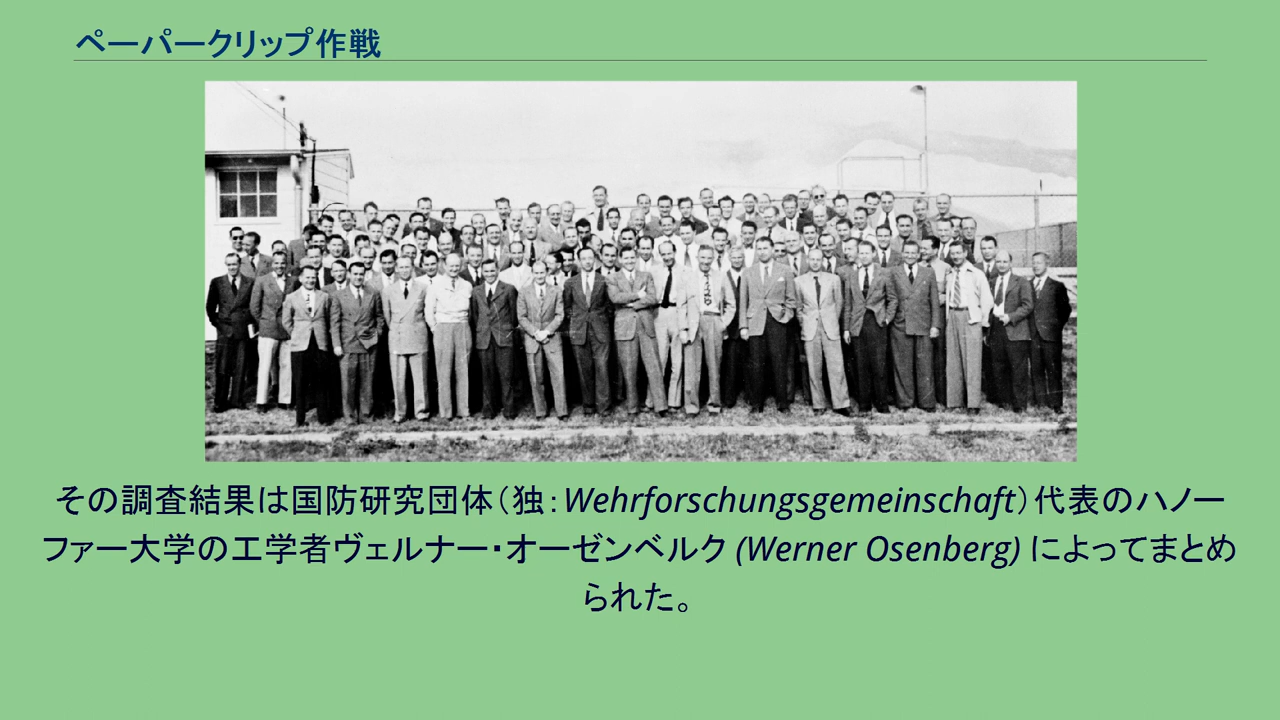 ペーパークリップ作戦
その調査結果は国防研究団体（独：Wehrforschungsgemeinschaft）代表のハノー
ファー大学の工学者ヴェルナー・オーゼンベルク (Werner Osenberg) によってまとめ
られた。